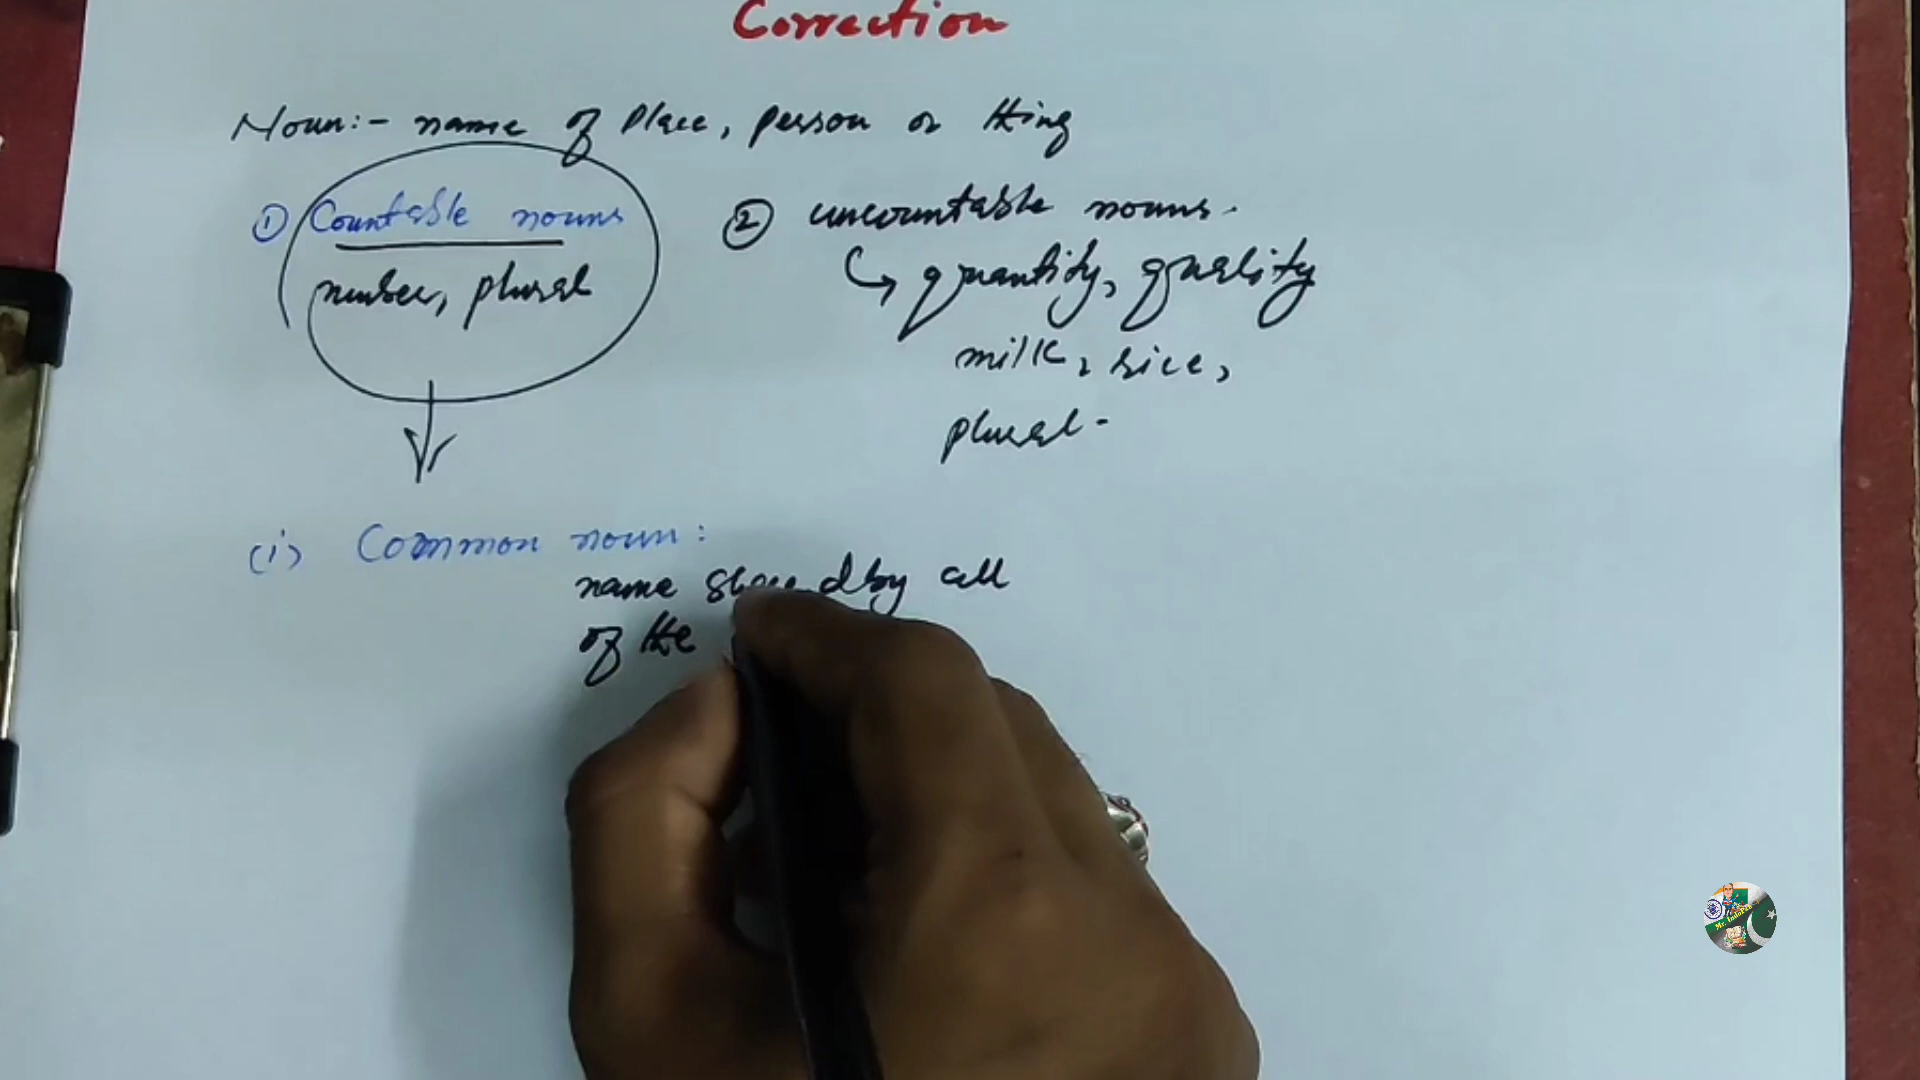 Correction
Noun:- name of place, person or thing
① Countable nouns
number, plural
② uncountable nouns.
↳ quantity, quality
milk, rice,
plural -
(i) Common noun:
name shared by all
of the